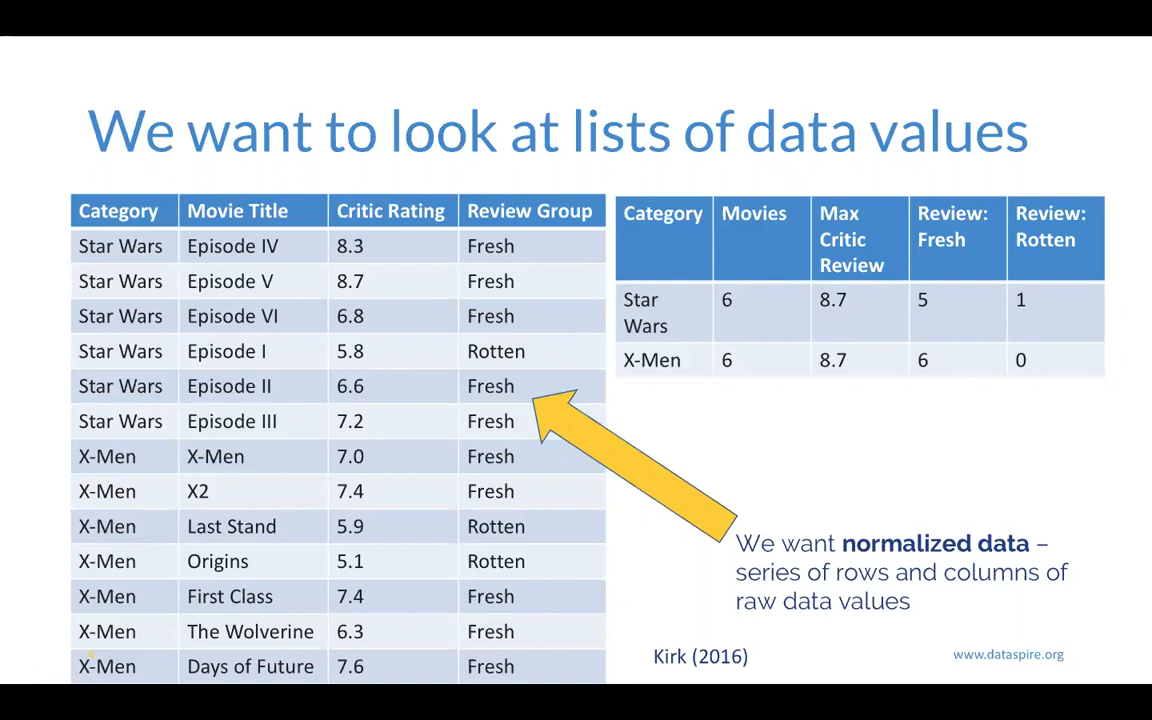 We want to look at lists of data values
Category Movie Title Critic Rating Review Group
Star Wars Episode IV 8.3 Fresh
Star Wars Episode V 8.7 Fresh
Star Wars Episode VI 6.8 Fresh
Star Wars Episode I 5.8 Rotten
Star Wars Episode II 6.6 Fresh
Star Wars Episode III 7.2 Fresh
X-Men X-Men 7.0 Fresh
X-Men X2 7.4 Fresh
X-Men Last Stand 5.9 Rotten
X-Men Origins 5.1 Rotten
X-Men First Class 7.4 Fresh
X-Men The Wolverine 6.3 Fresh
X-Men Days of Future 7.6 Fresh
Category Movies Max Review: Review:
Critic Fresh Rotten
Review
Star 6 8.7 5 1
Wars
X-Men 6 8.7 6 0
We want normalized data –
series of rows and columns of
raw data values
Kirk (2016)
www.dataspire.org